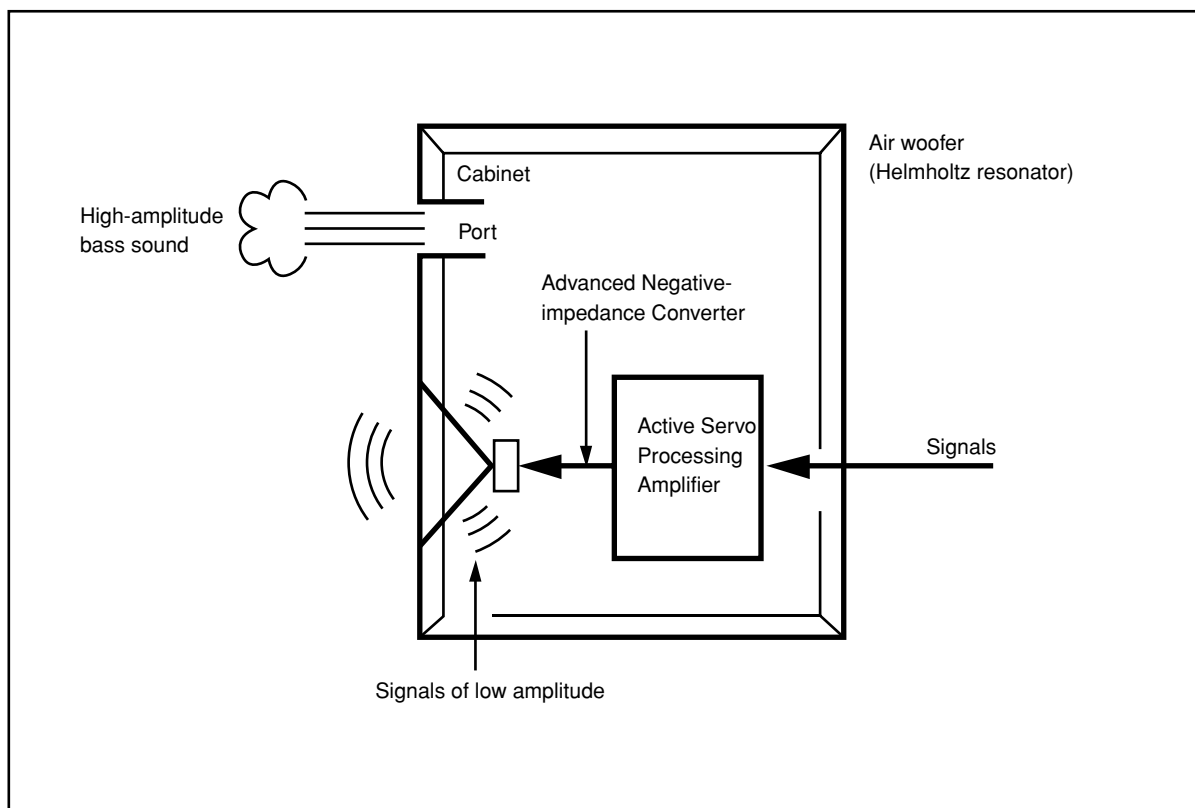 Air woofer
(Helmholtz resonator)
Cabinet
High-amplitude
bass sound
Port
Advanced Negative-
impedance Converter
Active Servo
Processing
Amplifier
Signals
Signals of low amplitude